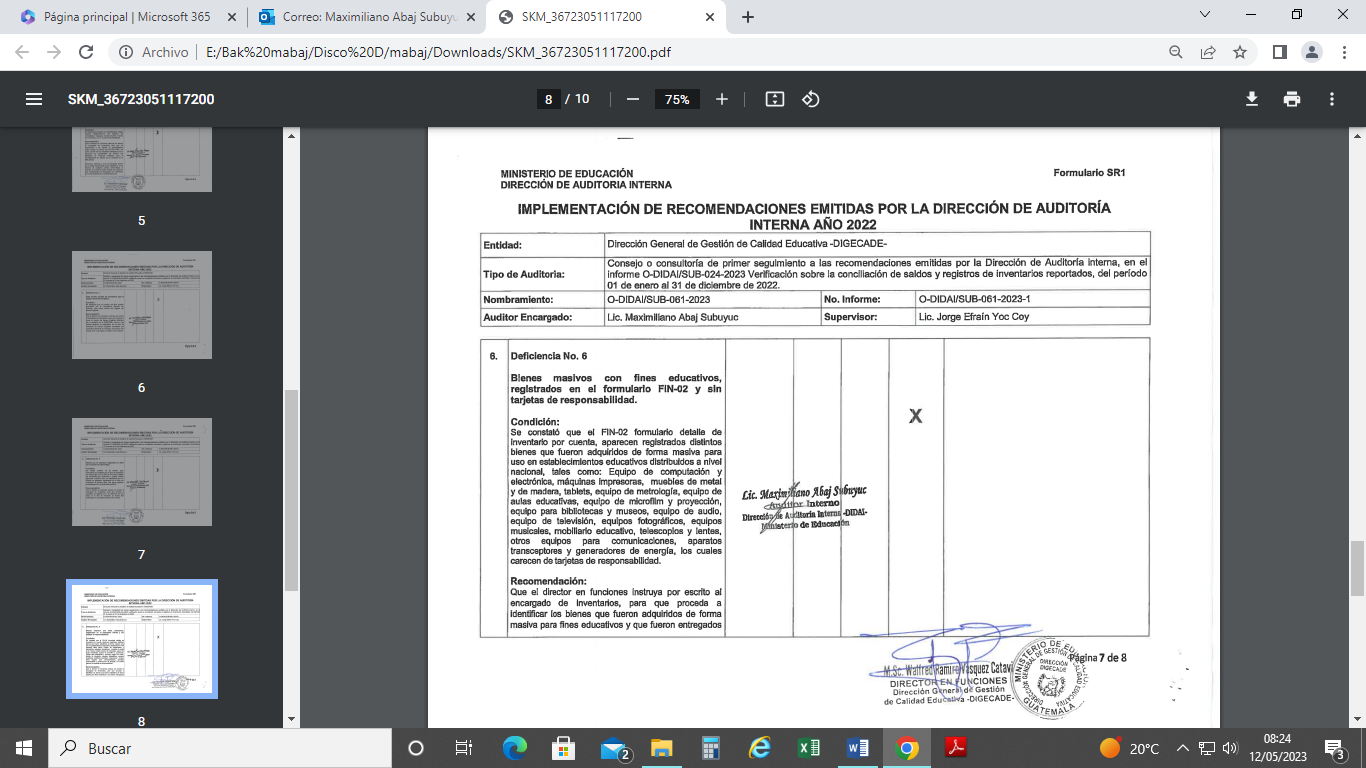 Página principal | Microsoft 365
Correo: Maximiliano Abaj Subuyu
SKM_36723051117200
Archivo
E:/Bak%20mabaj/Disco%20D/mabaj/Downloads/SKM_36723051117200.pdf
SKM_36723051117200
8 / 10
75%
5
6
7
8
MINISTERIO DE EDUCACIÓN
DIRECCIÓN DE AUDITORIA INTERNA
Formulario SR1
IMPLEMENTACIÓN DE RECOMENDACIONES EMITIDAS POR LA DIRECCIÓN DE AUDITORÍA
INTERNA AÑO 2022
Entidad: Dirección General de Gestión de Calidad Educativa -DIGECADE-
Tipo de Auditoria: Consejo o consultoría de primer seguimiento a las recomendaciones emitidas por la Dirección de Auditoría interna, en el
informe O-DIDAI/SUB-024-2023 Verificación sobre la conciliación de saldos y registros de inventarios reportados, del período
01 de enero al 31 de diciembre de 2022.
Nombramiento: O-DIDAI/SUB-061-2023 No. Informe: O-DIDAI/SUB-061-2023-1
Auditor Encargado: Lic. Maximiliano Abaj Subuyuc Supervisor: Lic. Jorge Efraín Yoc Coy
6. Deficiencia No. 6
Bienes masivos con fines educativos,
registrados en el formulario FIN-02 y sin
tarjetas de responsabilidad.
Condición:
Se constató que el FIN-02 formulario detalle de
inventario por cuenta, aparecen registrados distintos
bienes que fueron adquiridos de forma masiva para
uso en establecimientos educativos distribuidos a nivel
nacional, tales como: Equipo de computación y
electrónica, máquinas impresoras, muebles de metal
y de madera, tablets, equipo de metrología, equipo de
aulas educativas, equipo de microfilm y proyección,
equipo para bibliotecas y museos, equipo de audio,
equipo de televisión, equipos fotográficos, equipos
musicales, mobiliario educativo, telescopios y lentes,
otros equipos para comunicaciones, aparatos
transceptores y generadores de energía, los cuales
carecen de tarjetas de responsabilidad.
Recomendación:
Que el director en funciones instruya por escrito al
encargado de inventarios, para que proceda a
identificar los bienes que fueron adquiridos de forma
masiva para fines educativos y que fueron entregados
X
Lic. Maximiliano Abaj Subuyuc
Auditor Interno
Dirección de Auditoría Interna -DIDAI-
Ministerio de Educación
M.Sc. Walfred Ramírez Vásquez Catavi
DIRECTOR EN FUNCIONES
Dirección General de Gestión
de Calidad Educativa -DIGECADE-
DIRECCIÓN
DIGECADE
GUATEMALA
Página 7 de 8
Buscar
2
20°C
08:24
12/05/2023
3